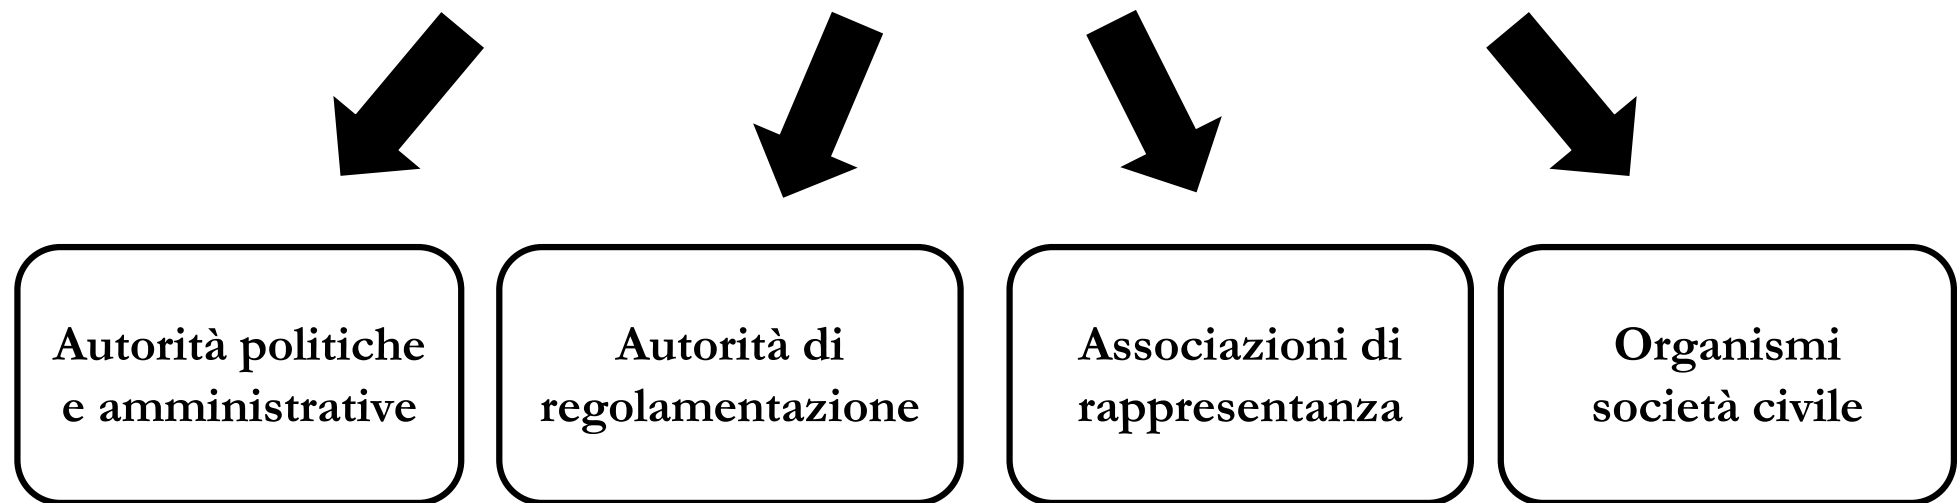 Autorità politiche
e amministrative
Autorità di
regolamentazione
Associazioni di
rappresentanza
Organismi
società civile